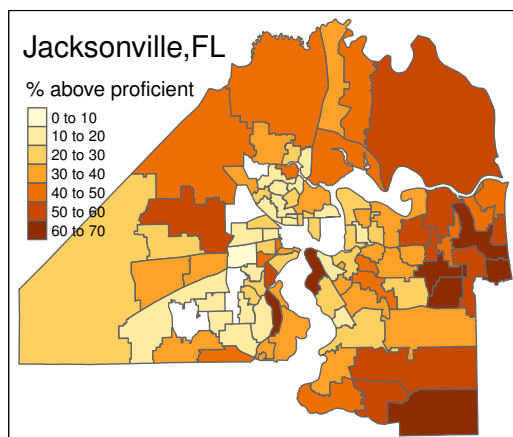 Jacksonville,FL
% above proficient
0 to 10
10 to 20
20 to 30
30 to 40
40 to 50
50 to 60
60 to 70